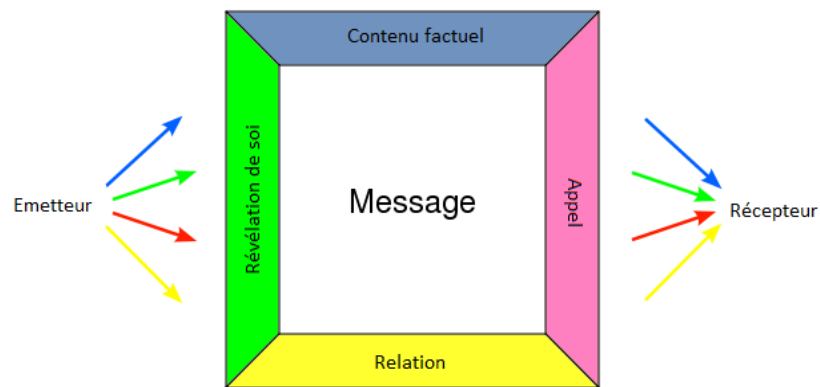 Contenu factuel
Révélation de soi
Emetteur
Message
Appel
Récepteur
Relation